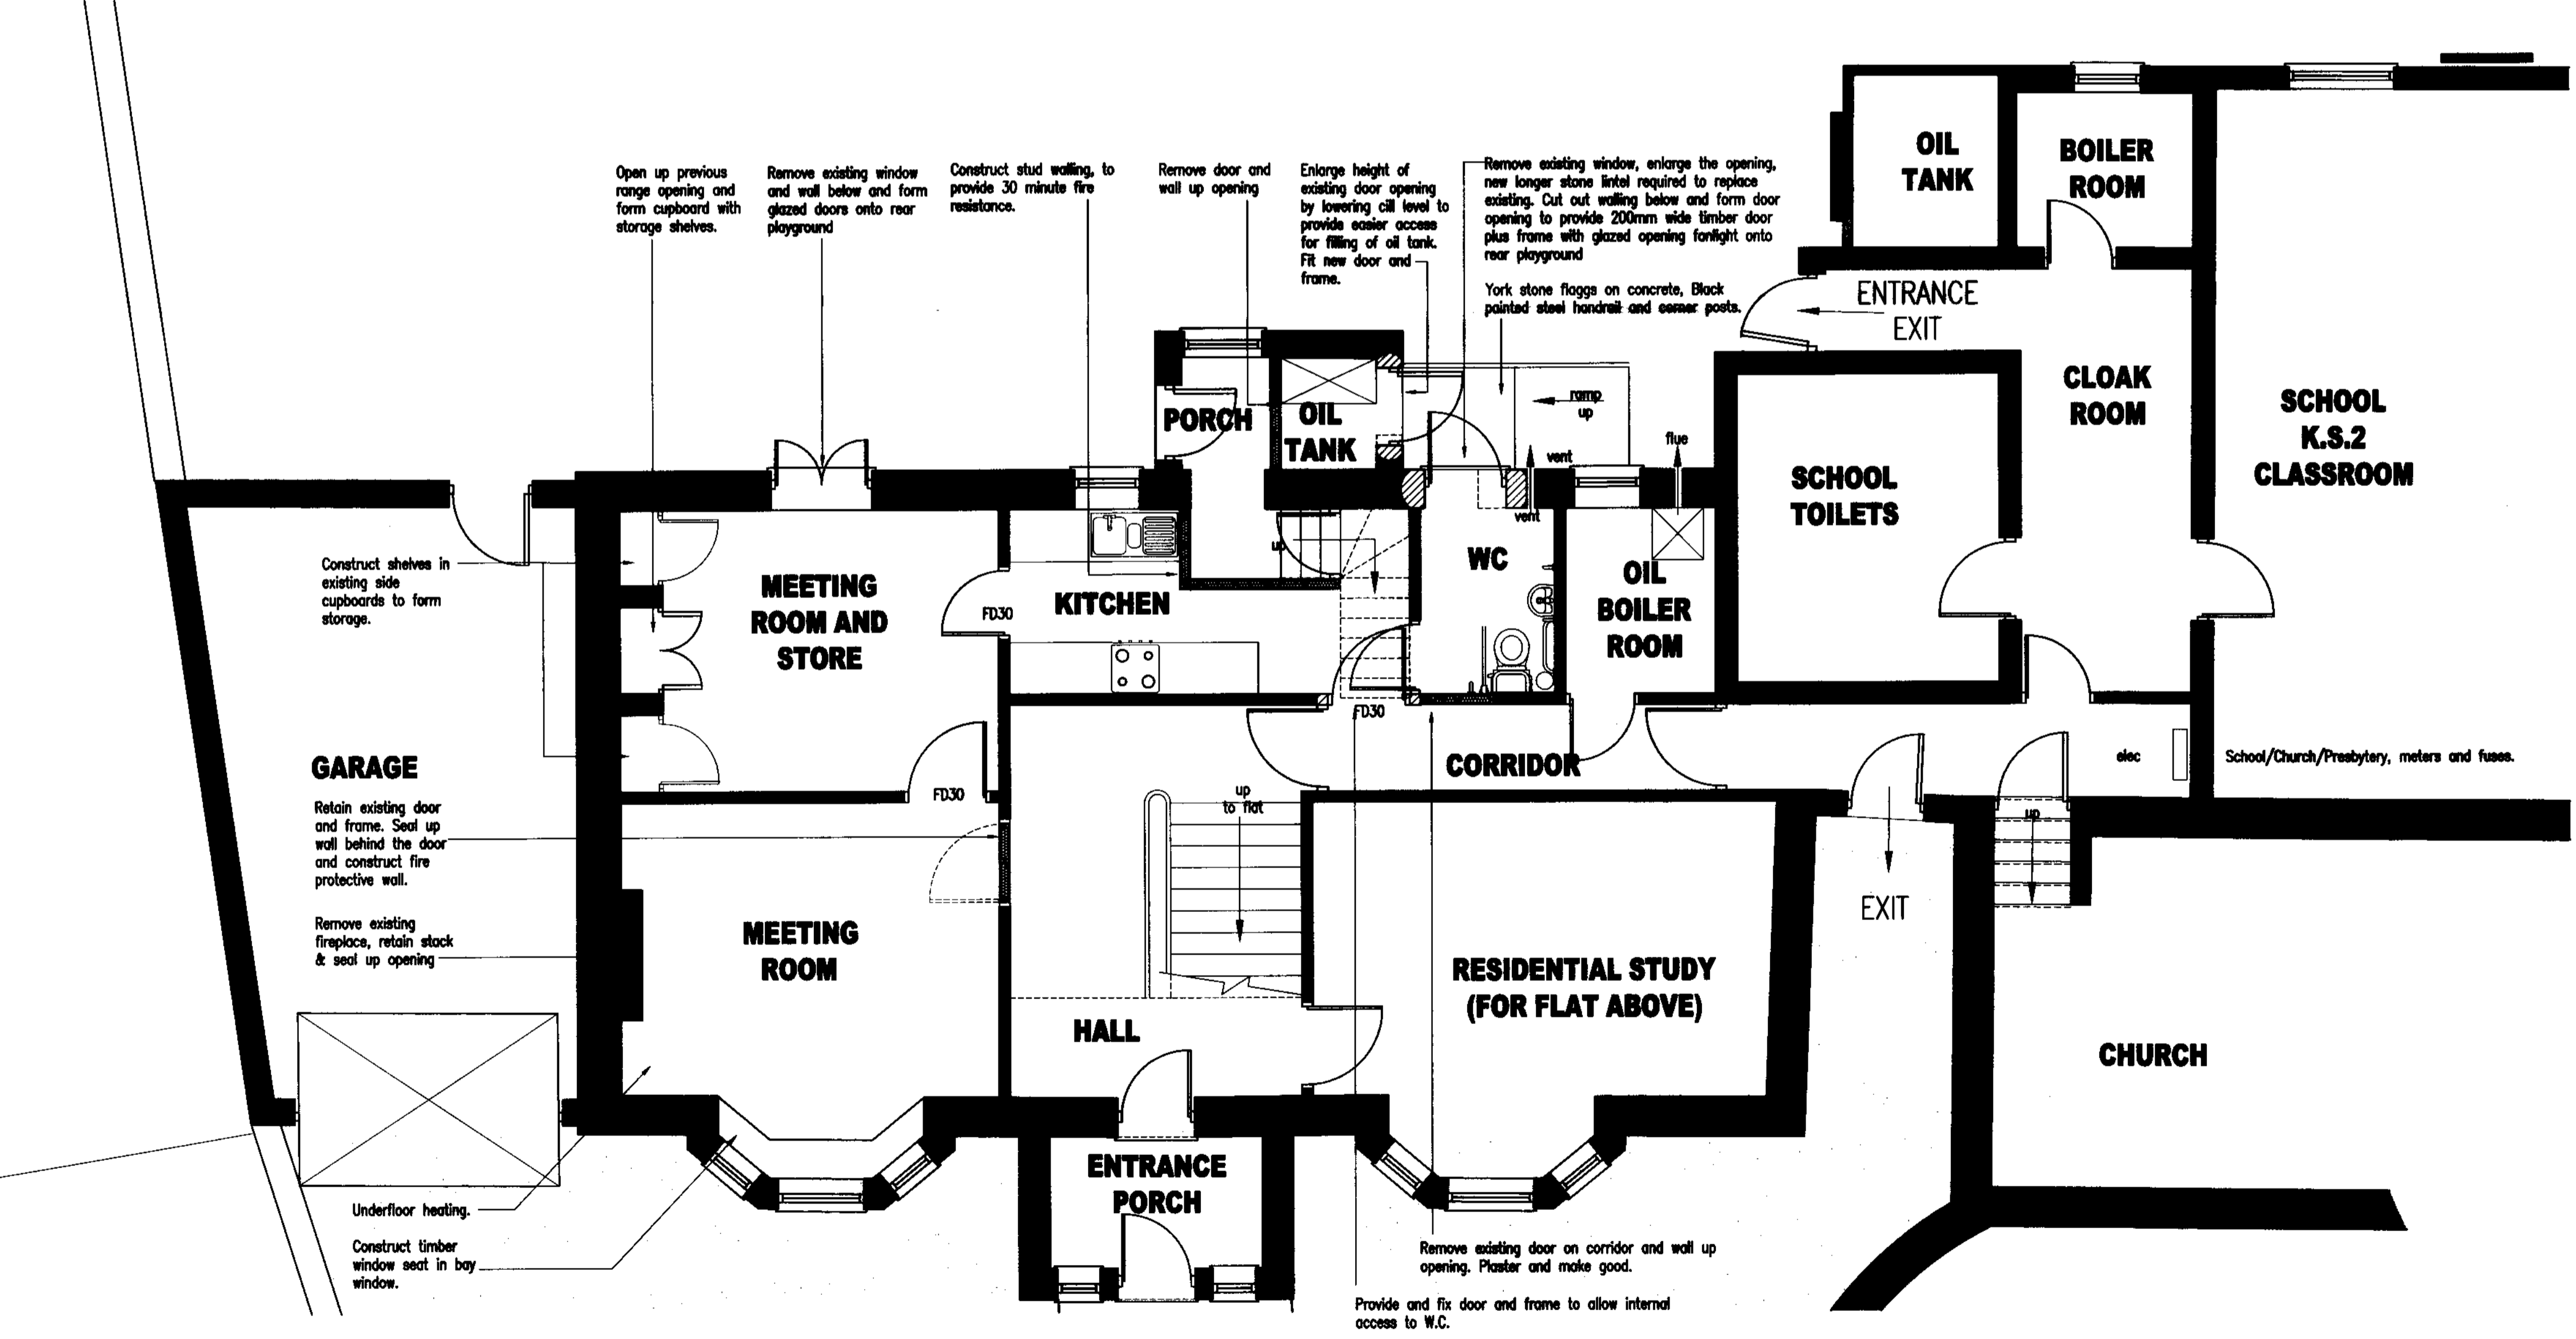 Open up previous
range opening and
form cupboard with
storage shelves.
Remove existing window
and wall below and form
glazed doors onto rear
playground
Construct stud walling, to
provide 30 minute fire
resistance.
Remove door and
wall up opening
Enlarge height of
existing door opening
by lowering cill level to
provide easier access
for filling of oil tank.
Fit new door and
frame.
Remove existing window, enlarge the opening,
new longer stone lintel required to replace
existing. Cut out walling below and form door
opening to provide 200mm wide timber door
plus frame with glazed opening fanlight onto
rear playground
York stone flaggs on concrete, Black
painted steel handrail and corner posts.
OIL
TANK
BOILER
ROOM
ENTRANCE
EXIT
CLOAK
ROOM
SCHOOL
K.S.2
CLASSROOM
SCHOOL
TOILETS
PORCH
OIL
TANK
ramp
up
flue
vent
vent
up
WC
OIL
BOILER
ROOM
KITCHEN
FD30
MEETING
ROOM AND
STORE
Construct shelves in
existing side
cupboards to form
storage.
FD30
CORRIDOR
elec
School/Church/Presbytery, meters and fuses.
GARAGE
Retain existing door
and frame. Seal up
wall behind the door
and construct fire
protective wall.
FD30
up
to flat
up
Remove existing
fireplace, retain stack
& seal up opening
MEETING
ROOM
EXIT
RESIDENTIAL STUDY
(FOR FLAT ABOVE)
HALL
CHURCH
ENTRANCE
PORCH
Underfloor heating.
Construct timber
window seat in bay
window.
Remove existing door on corridor and wall up
opening. Plaster and make good.
Provide and fix door and frame to allow internal
access to W.C.